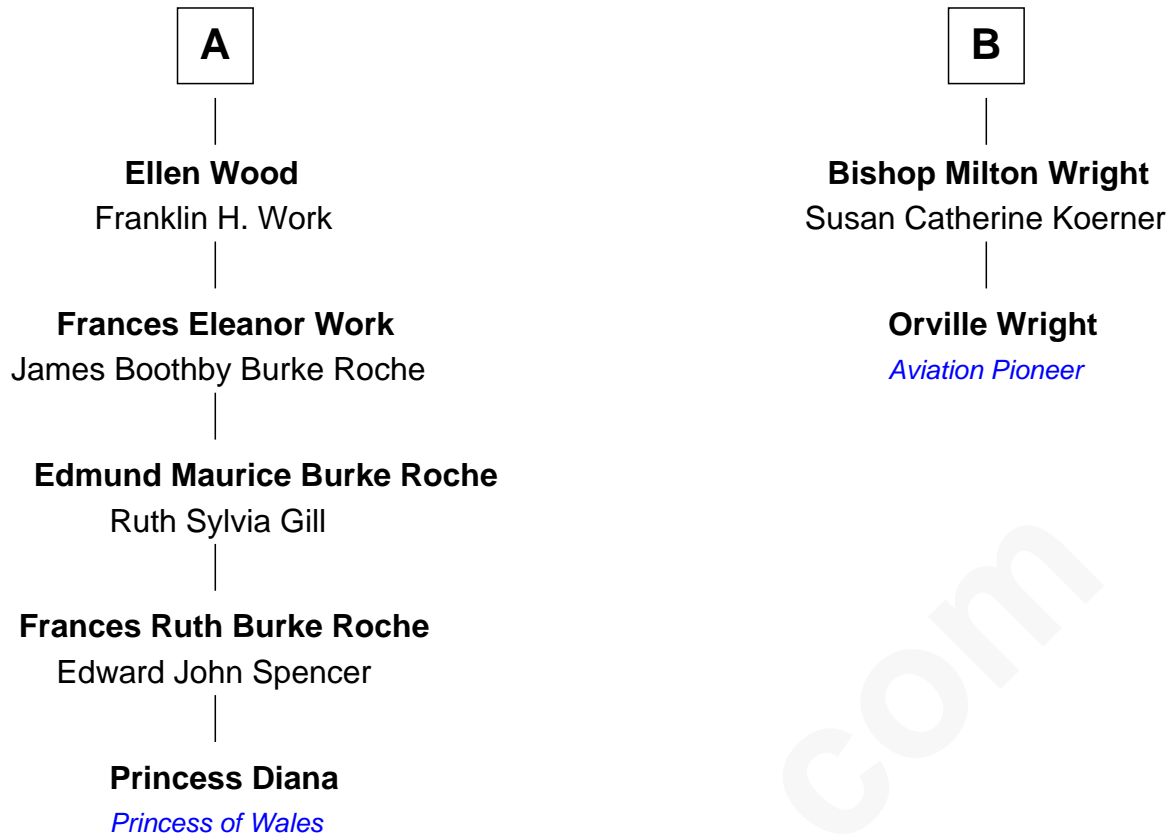 A
Ellen Wood
Franklin H. Work
Frances Eleanor Work
James Boothby Burke Roche
Edmund Maurice Burke Roche
Ruth Sylvia Gill
Frances Ruth Burke Roche
Edward John Spencer
Princess Diana
Princess of Wales
B
Bishop Milton Wright
Susan Catherine Koerner
Orville Wright
Aviation Pioneer
com